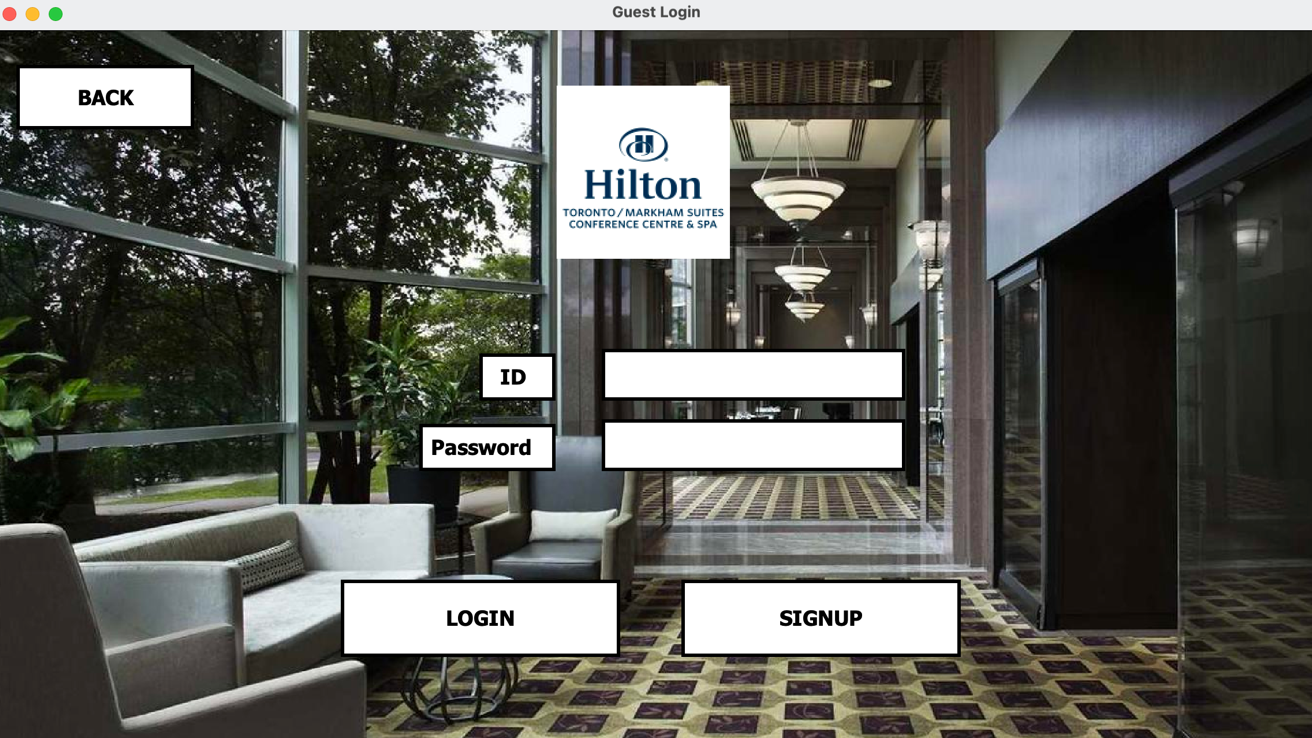 Guest Login
BACK
Hilton
TORONTO/MARKHAM SUITES
CONFERENCE CENTRE & SPA
ID
Password
LOGIN
SIGNUP